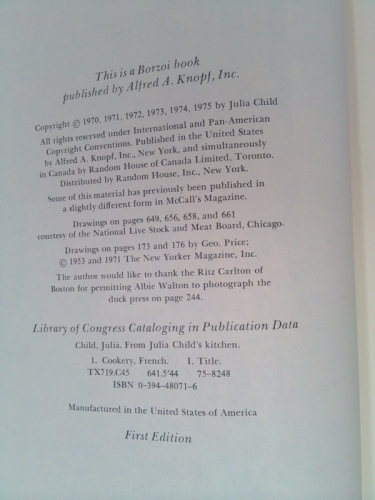 This is a Borzoi book
published by Alfred A. Knopf, Inc.
Copyright © 1970, 1971, 1972, 1973, 1974, 1975 by Julia Child
All rights reserved under International and Pan-American
Copyright Conventions. Published in the United States
by Alfred A. Knopf, Inc., New York, and simultaneously
in Canada by Random House of Canada Limited, Toronto.
Distributed by Random House, Inc., New York.
Some of this material has previously been published in
a slightly different form in McCall's Magazine.
Drawings on pages 649, 656, 658, and 661
courtesy of the National Live Stock and Meat Board, Chicago.
Drawings on pages 173 and 176 by Geo. Price;
© 1953 and 1971 The New Yorker Magazine, Inc.
The author would like to thank the Ritz Carlton of
Boston for permitting Albie Walton to photograph the
duck press on page 244.
Library of Congress Cataloging in Publication Data
Child, Julia. From Julia Child's kitchen.
1. Cookery, French. I. Title.
TX719.C45 641.5'44 75-8248
ISBN 0-394-48071-6
Manufactured in the United States of America
First Edition